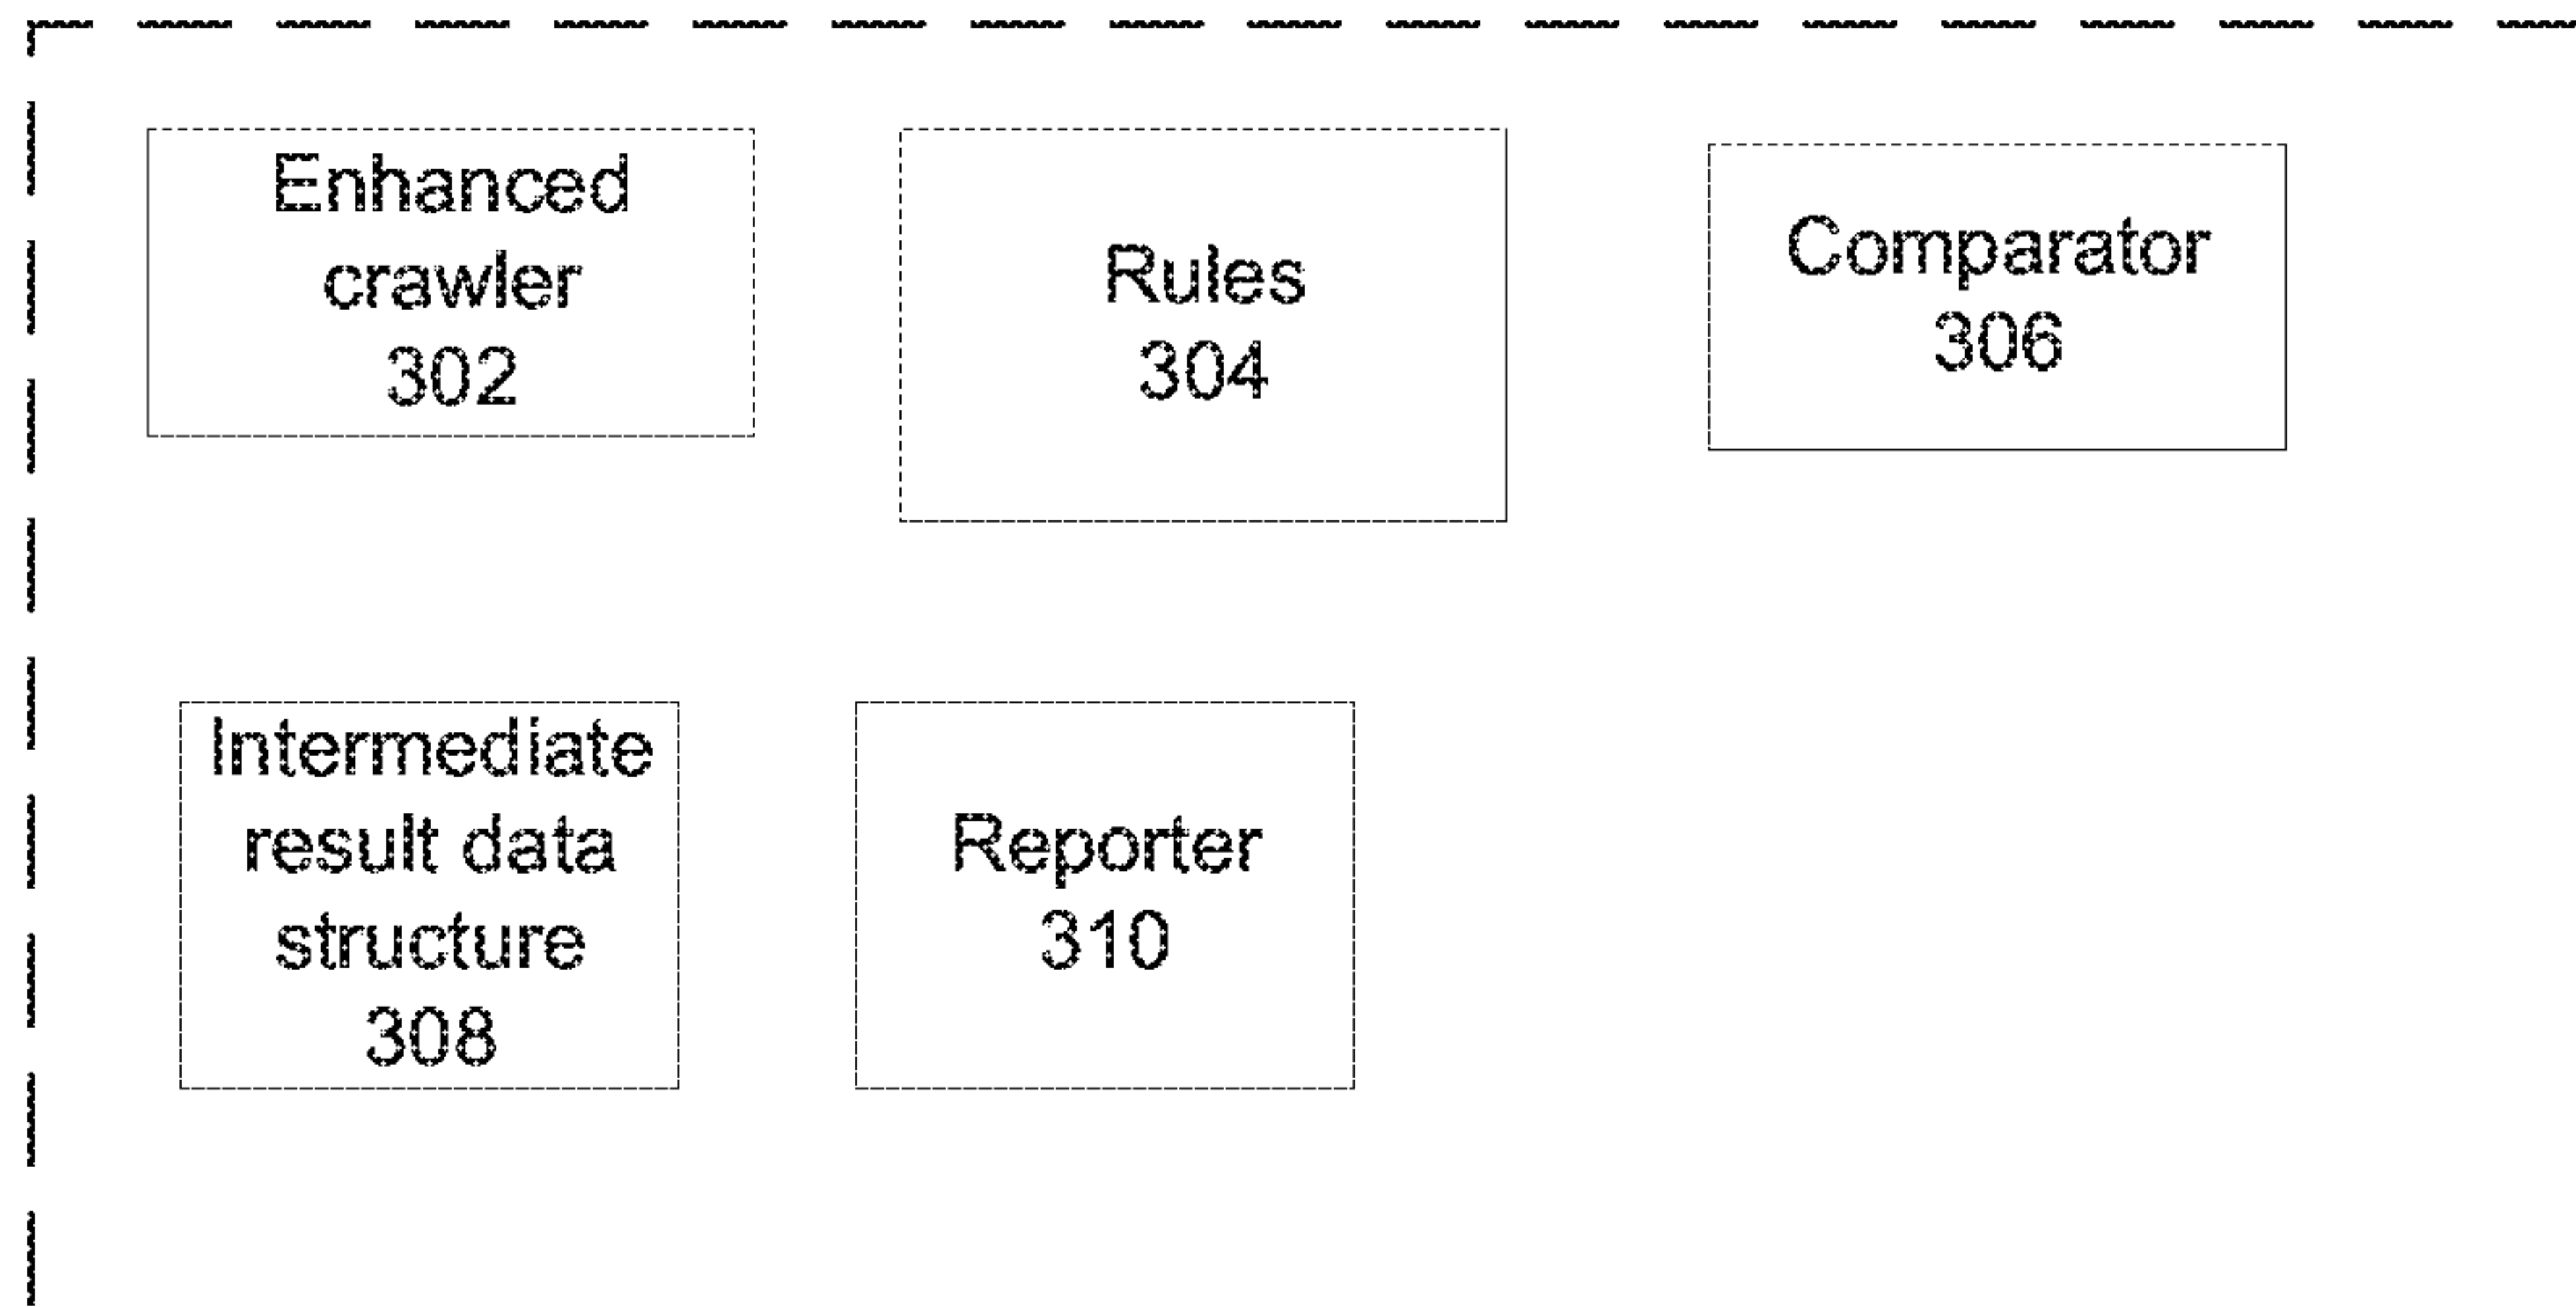 Enhanced
crawler
302
Rules
304
Comparator
306
Intermediate
result data
structure
308
Reporter
310